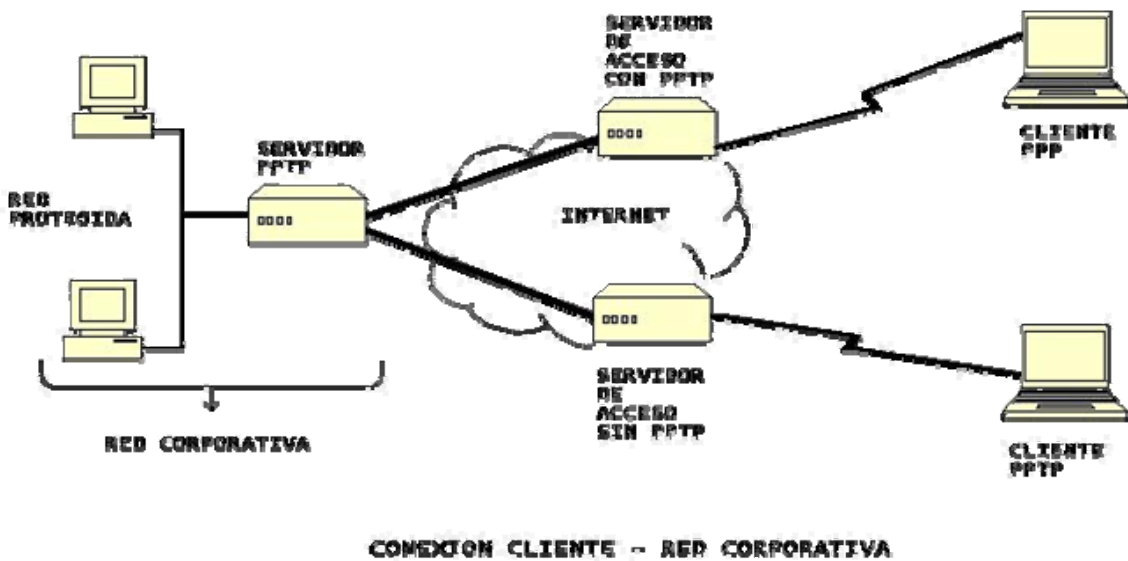 SERVIDOR
DE
ACCESO
CON PPTP
CLIENTE
PPP
SERVIDOR
PPTP
RED
PROTEGIDA
INTERNET
SERVIDOR
DE
ACCESO
SIN PPTP
CLIENTE
PPTP
RED CORPORATIVA
CONEXION CLIENTE - RED CORPORATIVA